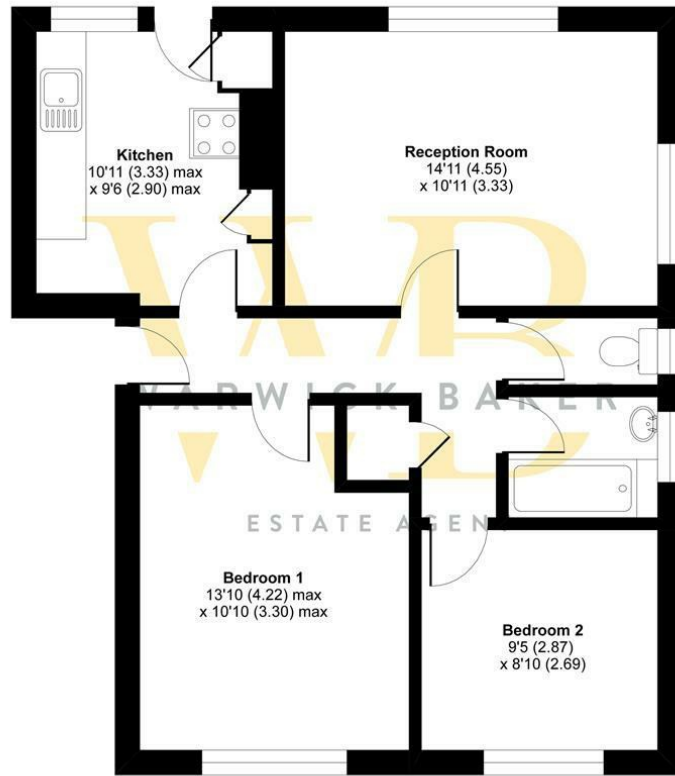 Kitchen
10'11 (3.33) max
x 9'6 (2.90) max
Reception Room
14'11 (4.55)
x 10'11 (3.33)
WB
WARWICK BAKER
ESTATE AGENT
Bedroom 1
13'10 (4.22) max
x 10'10 (3.30) max
Bedroom 2
9'5 (2.87)
x 8'10 (2.69)